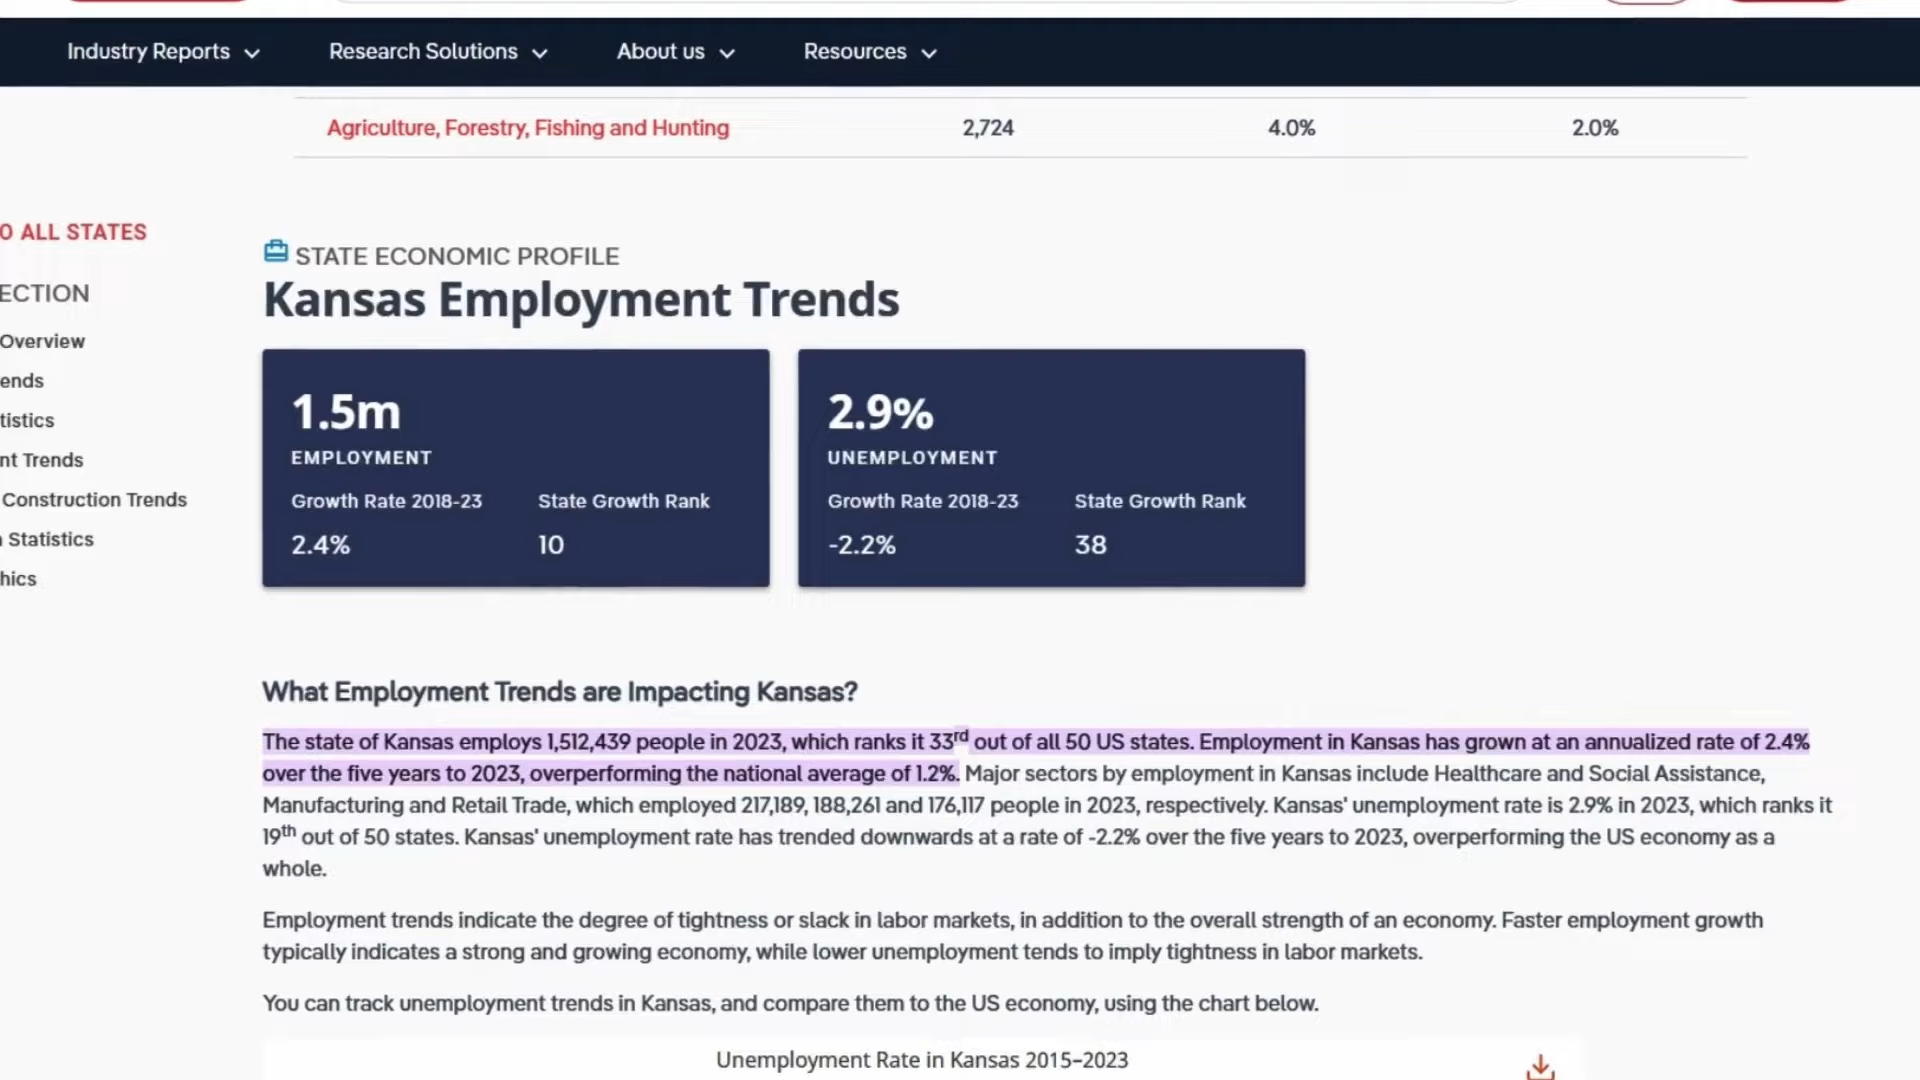 Industry Reports
Research Solutions
About us
Resources
Agriculture, Forestry, Fishing and Hunting 2,724 4.0% 2.0%
O ALL STATES
ECTION
Overview
ends
tistics
nt Trends
Construction Trends
Statistics
hics
STATE ECONOMIC PROFILE
Kansas Employment Trends
1.5m
EMPLOYMENT
Growth Rate 2018-23 State Growth Rank
2.4% 10
2.9%
UNEMPLOYMENT
Growth Rate 2018-23 State Growth Rank
-2.2% 38
What Employment Trends are Impacting Kansas?
The state of Kansas employs 1,512,439 people in 2023, which ranks it 33rd out of all 50 US states. Employment in Kansas has grown at an annualized rate of 2.4%
over the five years to 2023, overperforming the national average of 1.2%. Major sectors by employment in Kansas include Healthcare and Social Assistance,
Manufacturing and Retail Trade, which employed 217,189, 188,261 and 176,117 people in 2023, respectively. Kansas' unemployment rate is 2.9% in 2023, which ranks it
19th out of 50 states. Kansas' unemployment rate has trended downwards at a rate of -2.2% over the five years to 2023, overperforming the US economy as a
whole.
Employment trends indicate the degree of tightness or slack in labor markets, in addition to the overall strength of an economy. Faster employment growth
typically indicates a strong and growing economy, while lower unemployment tends to imply tightness in labor markets.
You can track unemployment trends in Kansas, and compare them to the US economy, using the chart below.
Unemployment Rate in Kansas 2015–2023